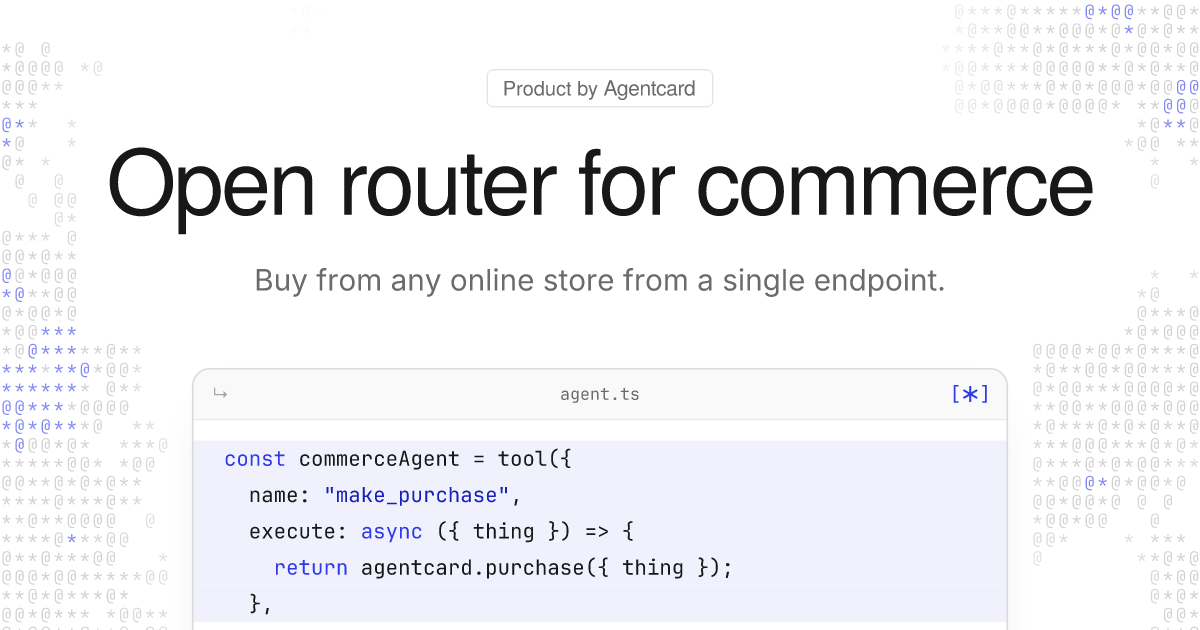 Product by Agentcard
Open router for commerce
Buy from any online store from a single endpoint.
↳ agent.ts [*]
const commerceAgent = tool({
name: "make_purchase",
execute: async ({ thing }) => {
return agentcard.purchase({ thing });
},